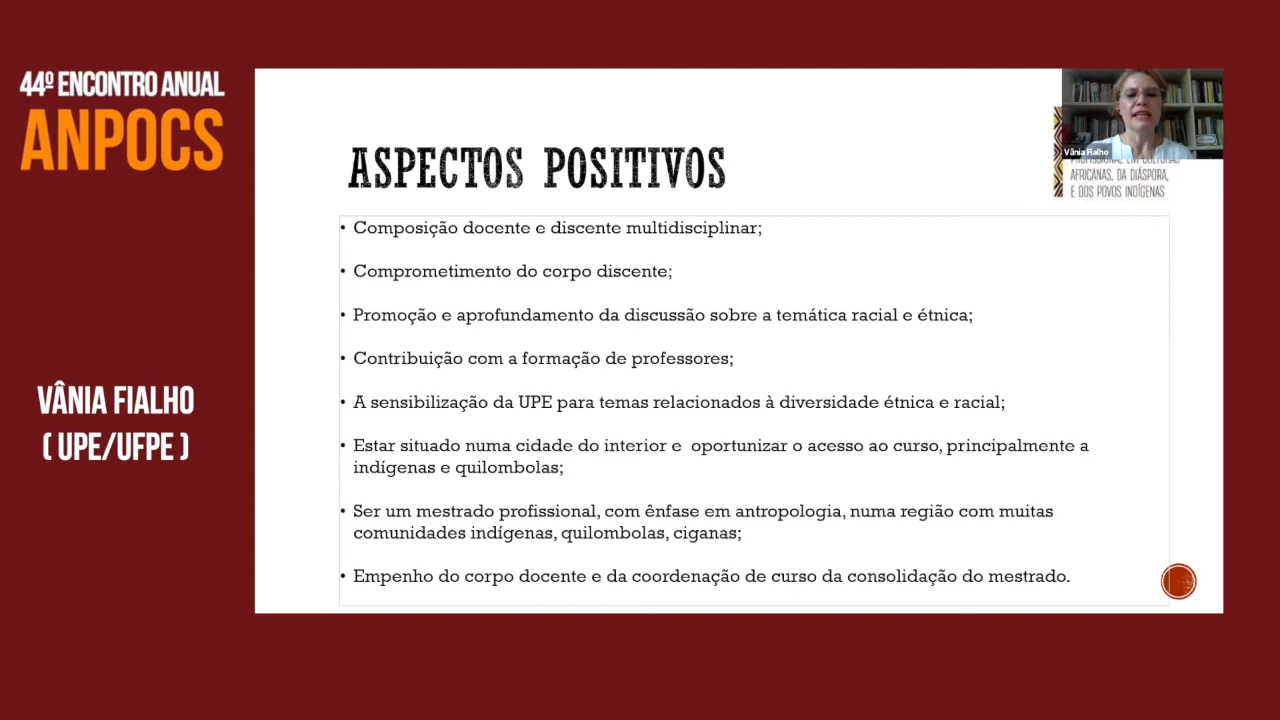 44º ENCONTRO ANUAL
ANPOCS
VÂNIA FIALHO
( UPE/UFPE )
ASPECTOS POSITIVOS
Vânia Fialho
PROFISSIONAL EM CULTURAS
AFRICANAS, DA DIÁSPORA,
E DOS POVOS INDÍGENAS
• Composição docente e discente multidisciplinar;
• Comprometimento do corpo discente;
• Promoção e aprofundamento da discussão sobre a temática racial e étnica;
• Contribuição com a formação de professores;
• A sensibilização da UPE para temas relacionados à diversidade étnica e racial;
• Estar situado numa cidade do interior e  oportunizar o acesso ao curso, principalmente a
indígenas e quilombolas;
• Ser um mestrado profissional, com ênfase em antropologia, numa região com muitas
comunidades indígenas, quilombolas, ciganas;
• Empenho do corpo docente e da coordenação de curso da consolidação do mestrado.